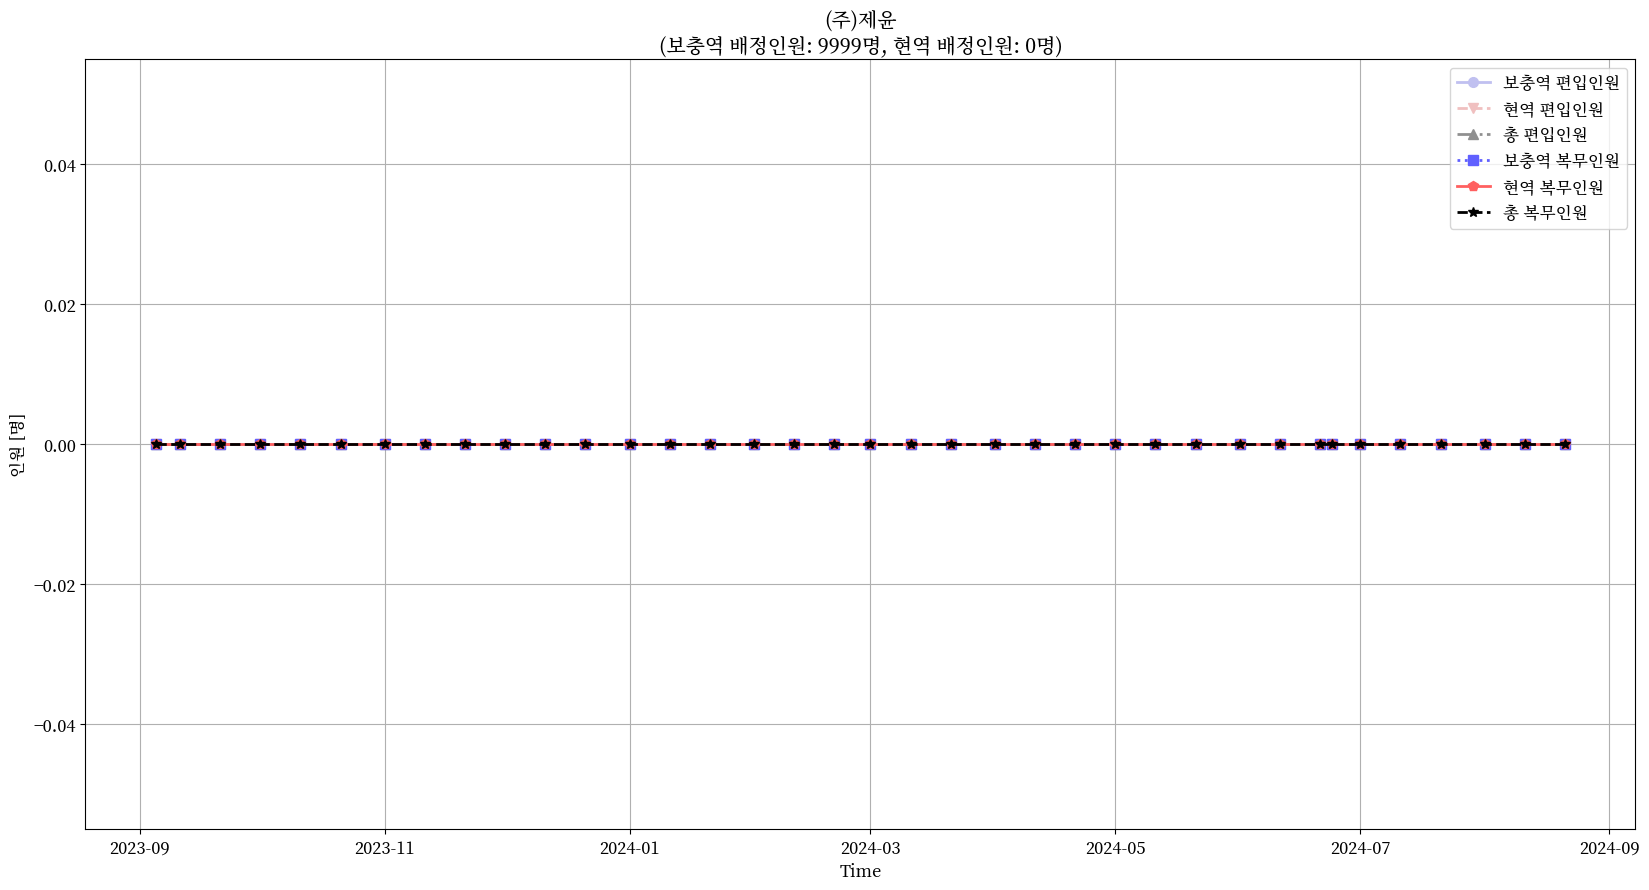 (주)제윤
(보충역 배정인원: 9999명, 현역 배정인원: 0명)
보충역 편입인원
현역 편입인원
총 편입인원
보충역 복무인원
현역 복무인원
총 복무인원
0.04
0.02
0.00
−0.02
−0.04
인원 [명]
2023-09
2023-11
2024-01
2024-03
2024-05
2024-07
2024-09
Time